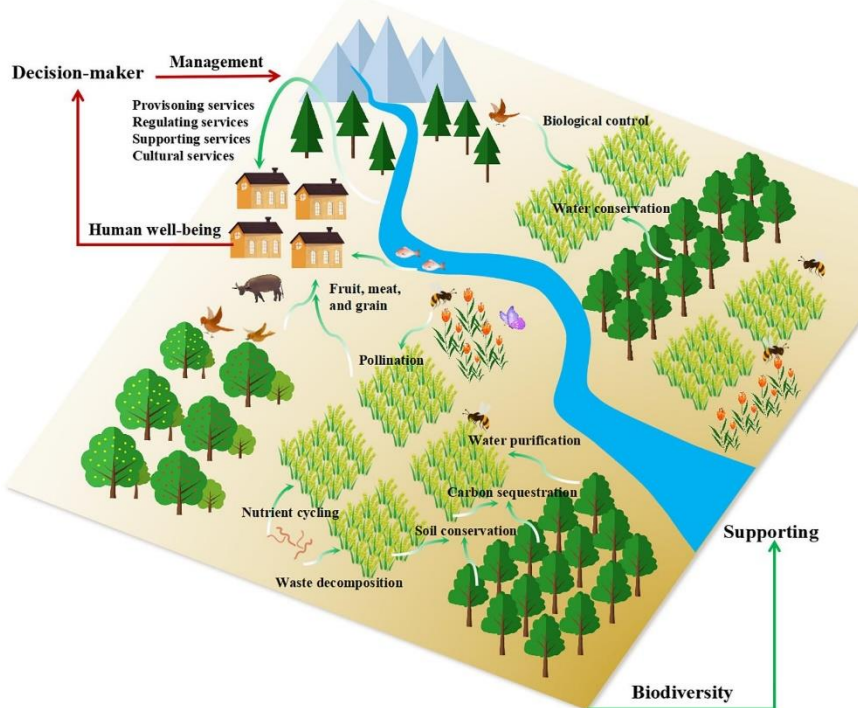 Management
Decision-maker
Provisoning services
Regulating services
Supporting services
Cultural services
Biological control
Water conservation
Human well-being
Fruit, meat,
and grain
Pollination
Water purification
Carbon sequestration
Nutrient cycling
Soil conservation
Supporting
Waste decomposition
Biodiversity